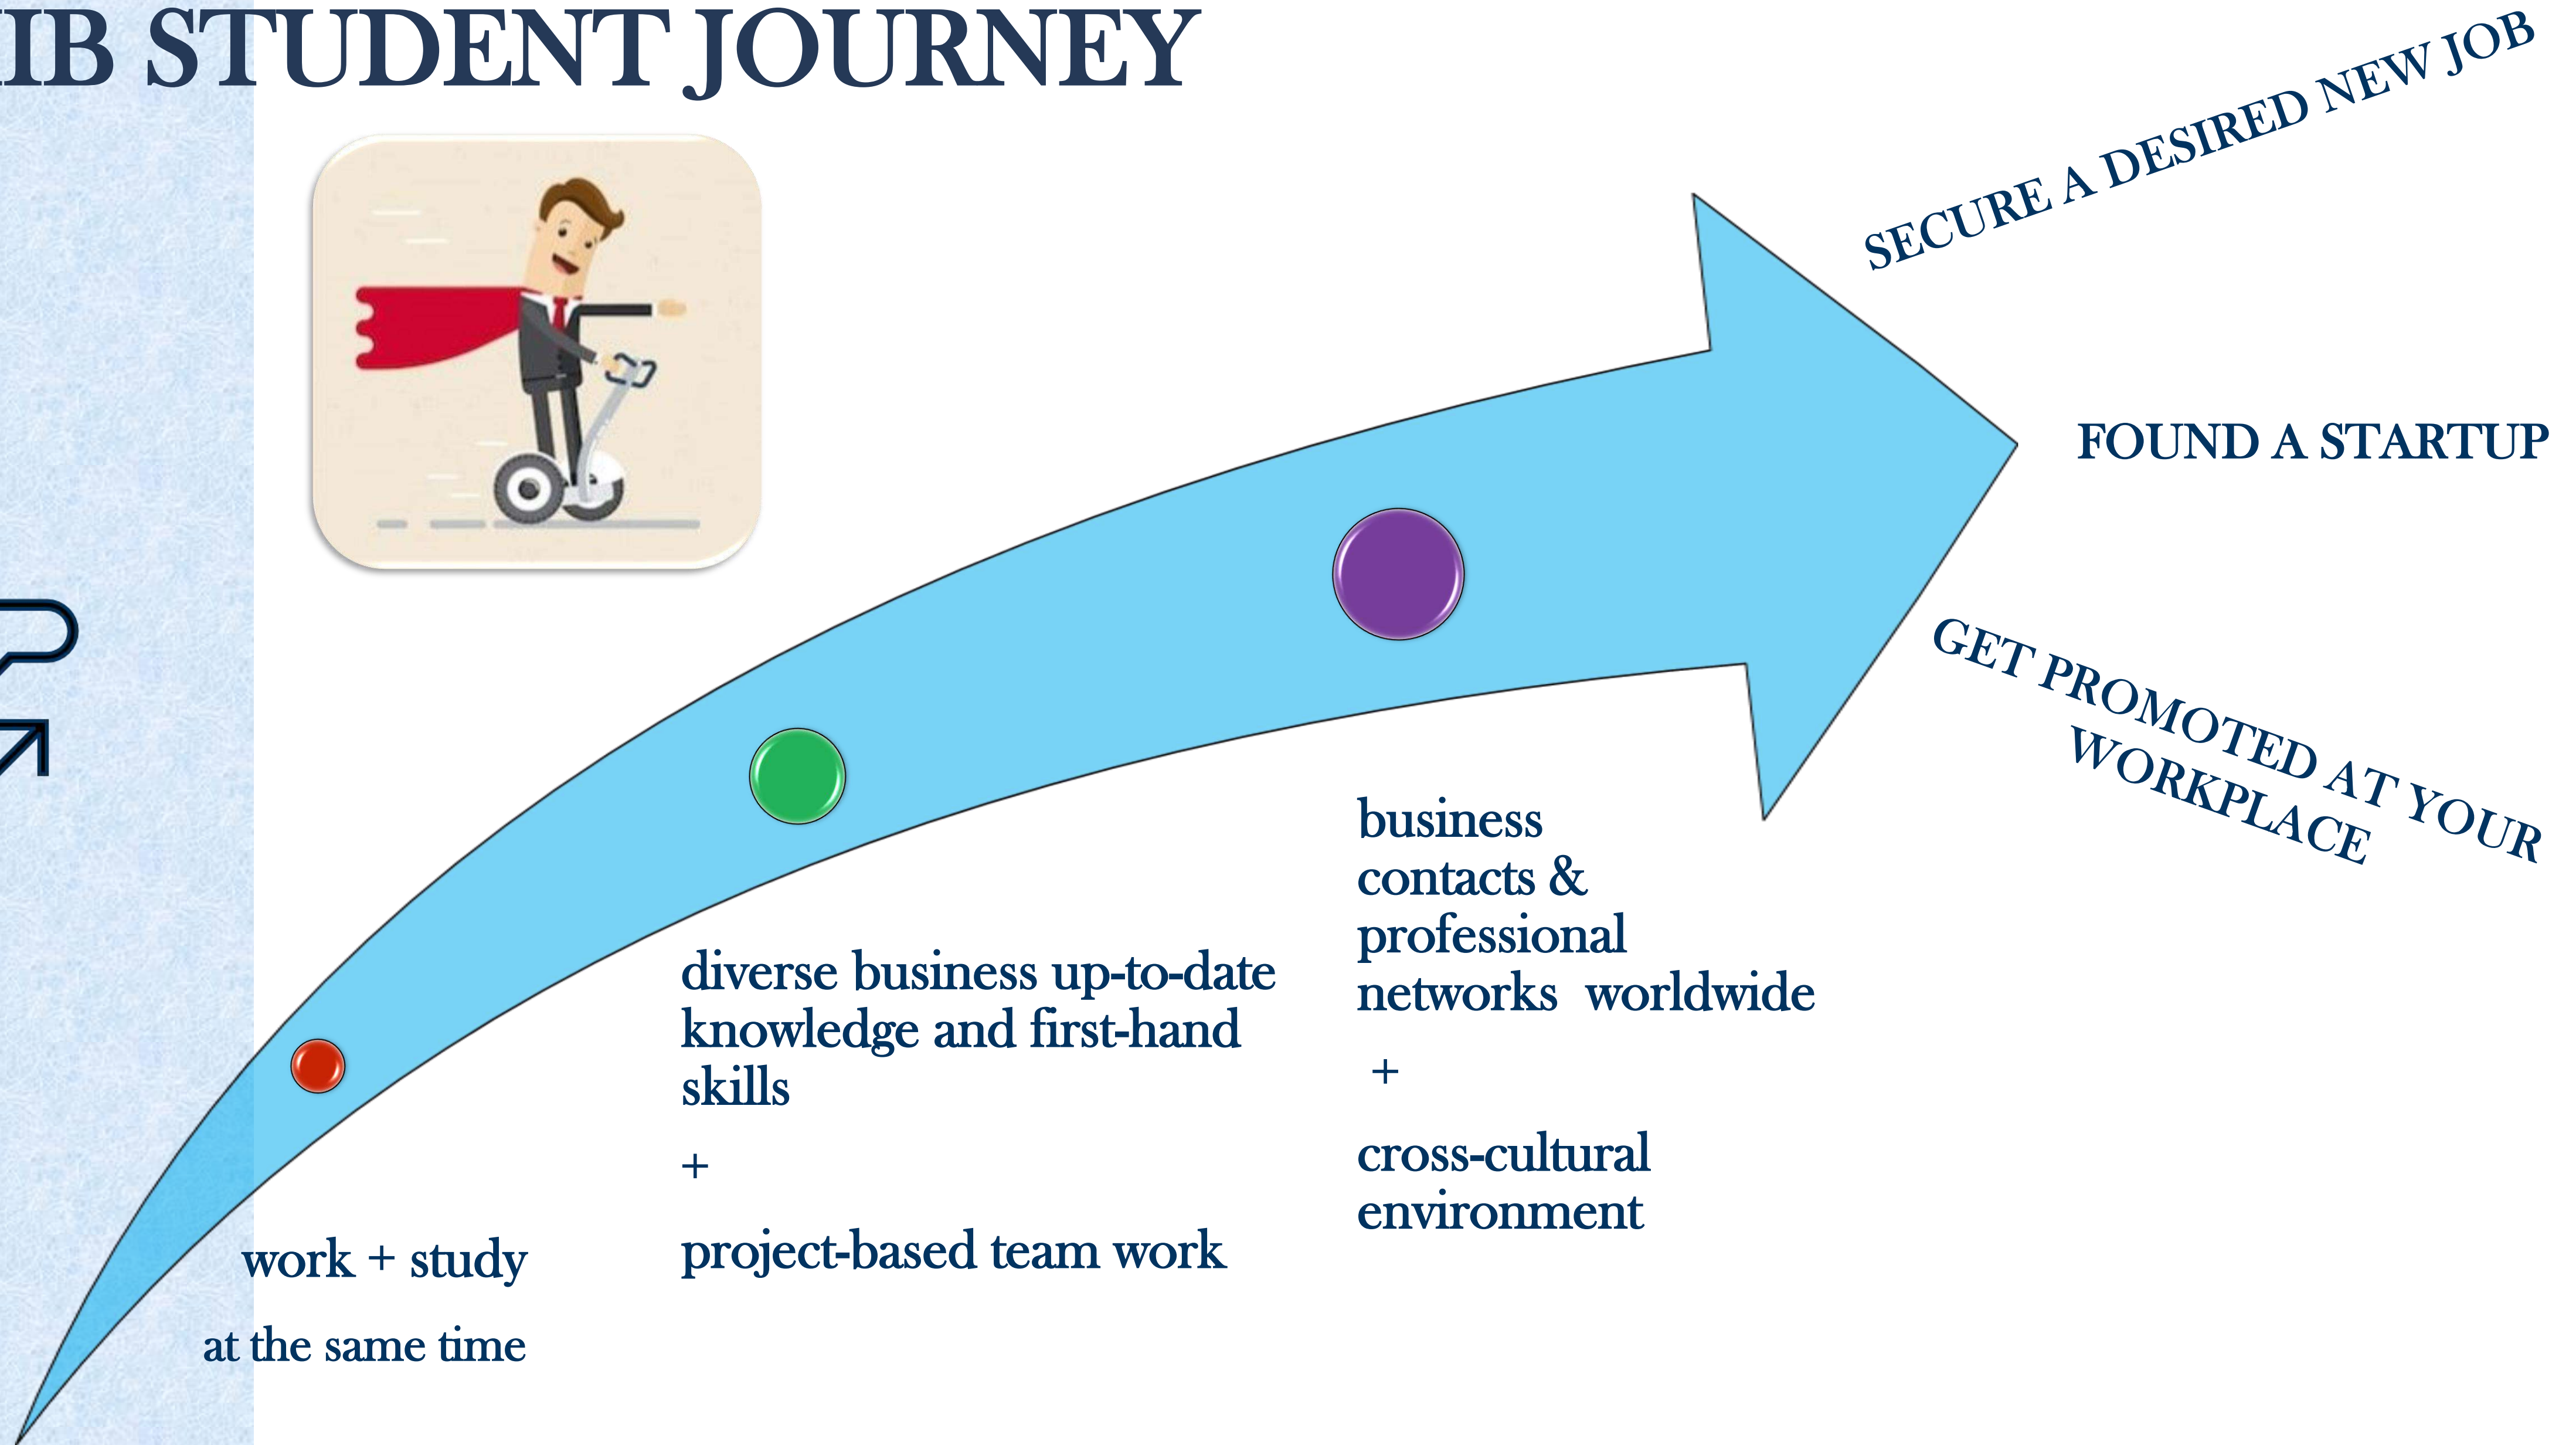 IB STUDENT JOURNEY
SECURE A DESIRED NEW JOB
FOUND A STARTUP
GET PROMOTED AT YOUR
WORKPLACE
business
contacts &
professional
networks worldwide
+
cross-cultural
environment
diverse business up-to-date
knowledge and first-hand
skills
+
project-based team work
work + study
at the same time